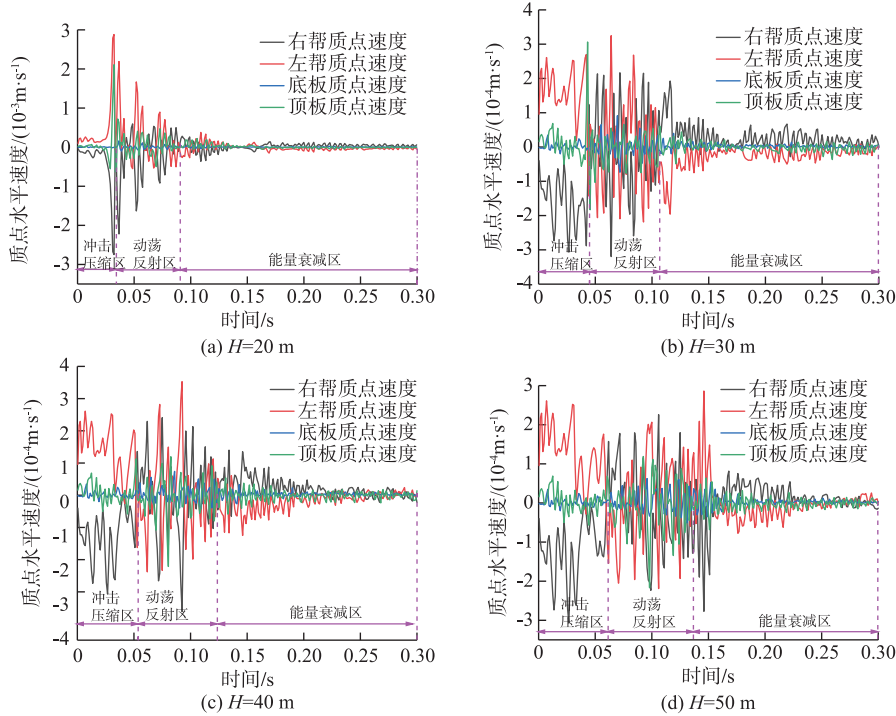 3
2
1
0
-1
-2
-3
质点水平速度/(10⁻³m·s⁻¹)
右帮质点速度
左帮质点速度
底板质点速度
顶板质点速度
冲击
压缩区
动荡
反射区
能量衰减区
0 0.05 0.10 0.15 0.20 0.25 0.30
时间/s
(a) H=20 m
4
3
2
1
0
-1
-2
-3
-4
质点水平速度/(10⁻⁴m·s⁻¹)
右帮质点速度
左帮质点速度
底板质点速度
顶板质点速度
冲击
压缩区
动荡
反射区
能量衰减区
0 0.05 0.10 0.15 0.20 0.25 0.30
时间/s
(b) H=30 m
4
3
2
1
0
-1
-2
-3
-4
质点水平速度/(10⁻⁴m·s⁻¹)
右帮质点速度
左帮质点速度
底板质点速度
顶板质点速度
冲击
压缩区
动荡
反射区
能量衰减区
0 0.05 0.10 0.15 0.20 0.25 0.30
时间/s
(c) H=40 m
3
2
1
0
-1
-2
-3
质点水平速度/(10⁻⁴m·s⁻¹)
右帮质点速度
左帮质点速度
底板质点速度
顶板质点速度
冲击
压缩区
动荡
反射区
能量衰减区
0 0.05 0.10 0.15 0.20 0.25 0.30
时间/s
(d) H=50 m